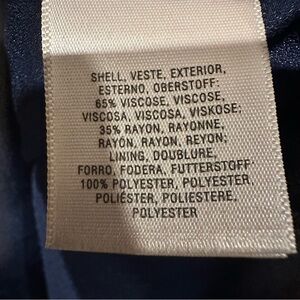 SHELL, VESTE, EXTERIOR,
ESTERNO, OBERSTOFF:
65% VISCOSE, VISCOSE,
VISCOSA, VISCOSA, VISKOSE;
35% RAYON, RAYONNE,
RAYÓN, RAYON, REYON;
LINING, DOUBLURE,
FORRO, FODERA, FUTTERSTOFF:
100% POLYESTER, POLYESTER
POLIÉSTER, POLIESTERE,
POLYESTER